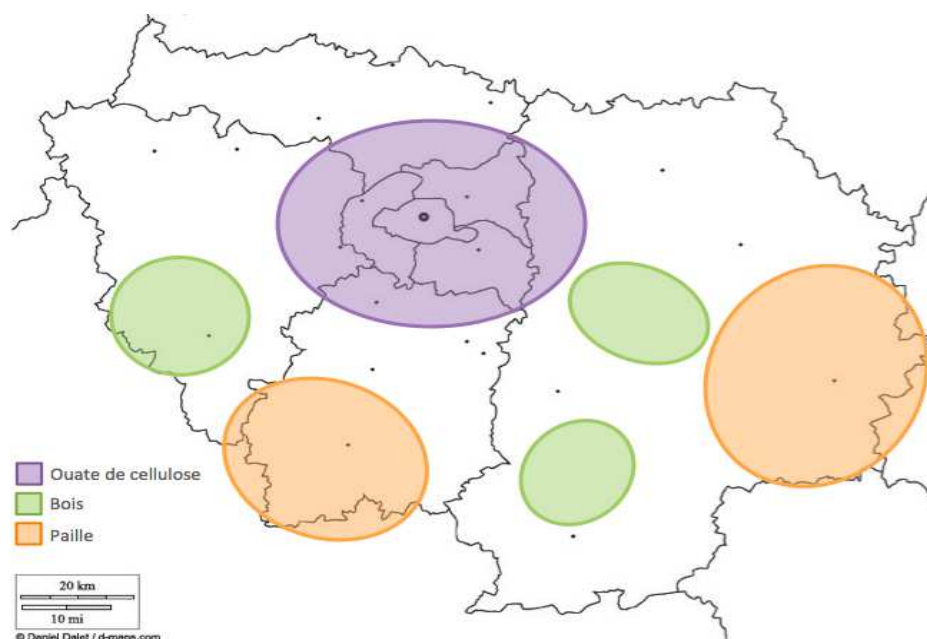 Ouate de cellulose
Bois
Paille
20 km
10 mi
© Daniel Dalet / d-maps.com